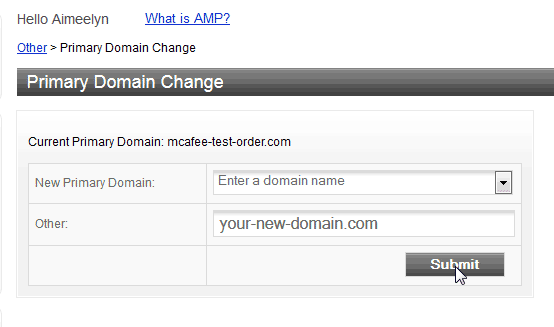 Hello Aimeelyn What is AMP?
Other > Primary Domain Change
Primary Domain Change
Current Primary Domain: mcafee-test-order.com
New Primary Domain: Enter a domain name
Other: your-new-domain.com
Submit